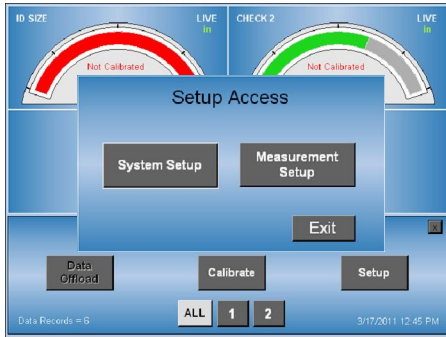 ID SIZE
LIVE
in
CHECK 2
LIVE
in
Not Calibrated
Not Calibrated
Setup Access
System Setup
Measurement
Setup
Exit
x
Data
Offload
Calibrate
Setup
ALL
1
2
Data Records = 6
3/17/2011 12:45 PM